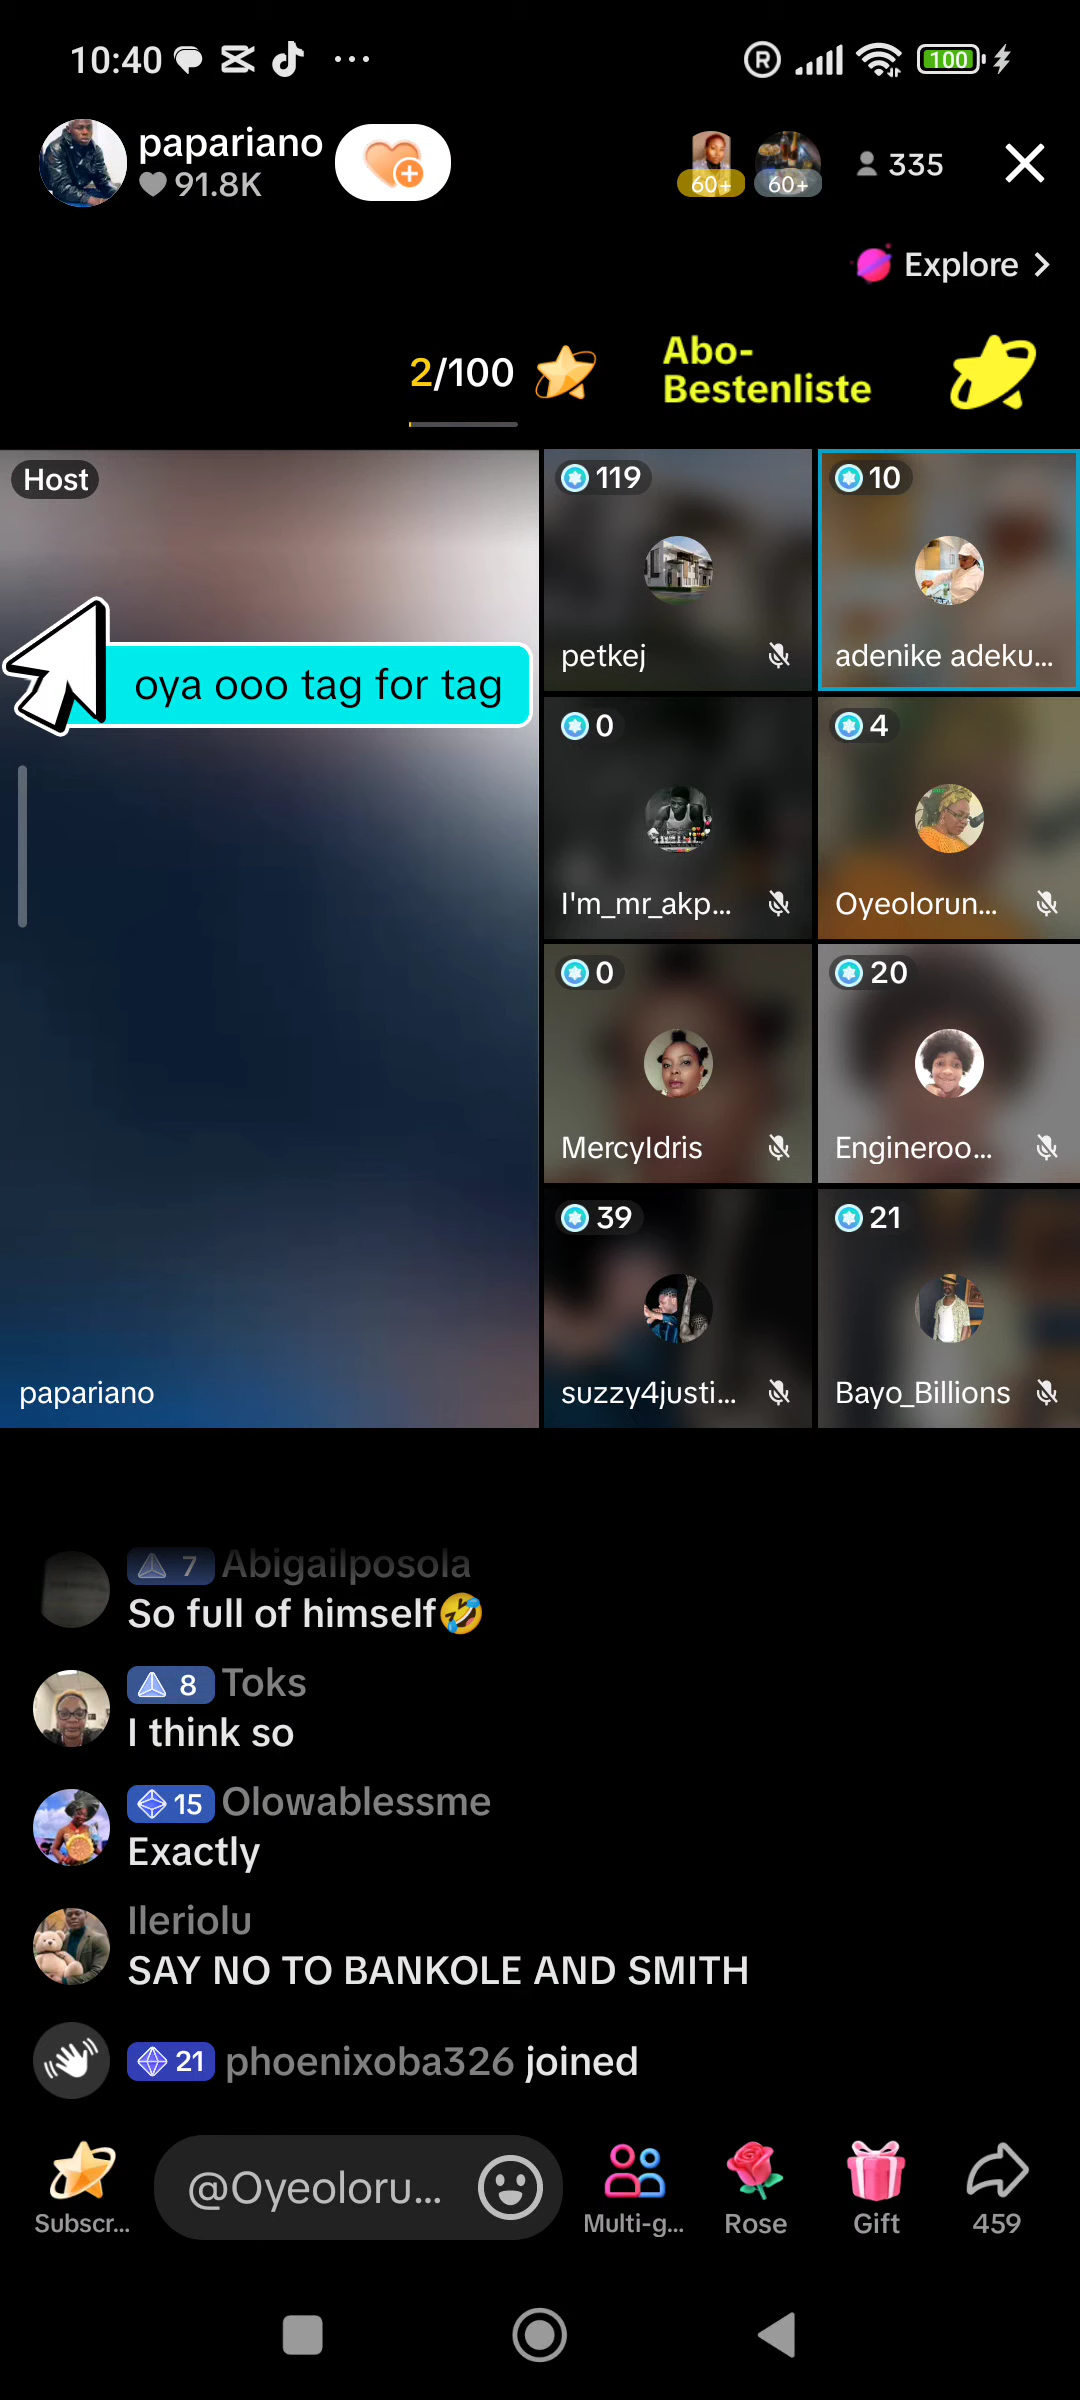 10:40
100
papariano
91.8K
60+
60+
335
Explore
2/100
Abo-
Bestenliste
Host
oya ooo tag for tag
papariano
119
petkej
10
adenike adeku...
0
I'm_mr_akp...
4
Oyeolorun...
0
MercyIdris
20
Engineroo...
39
suzzy4justi...
21
Bayo_Billions
7 Abigailposola
So full of himself🤣
8 Toks
I think so
15 Olowablessme
Exactly
Ileriolu
SAY NO TO BANKOLE AND SMITH
21 phoenixoba326 joined
@Oyeoloru...
Subscr...
Multi-g...
Rose
Gift
459